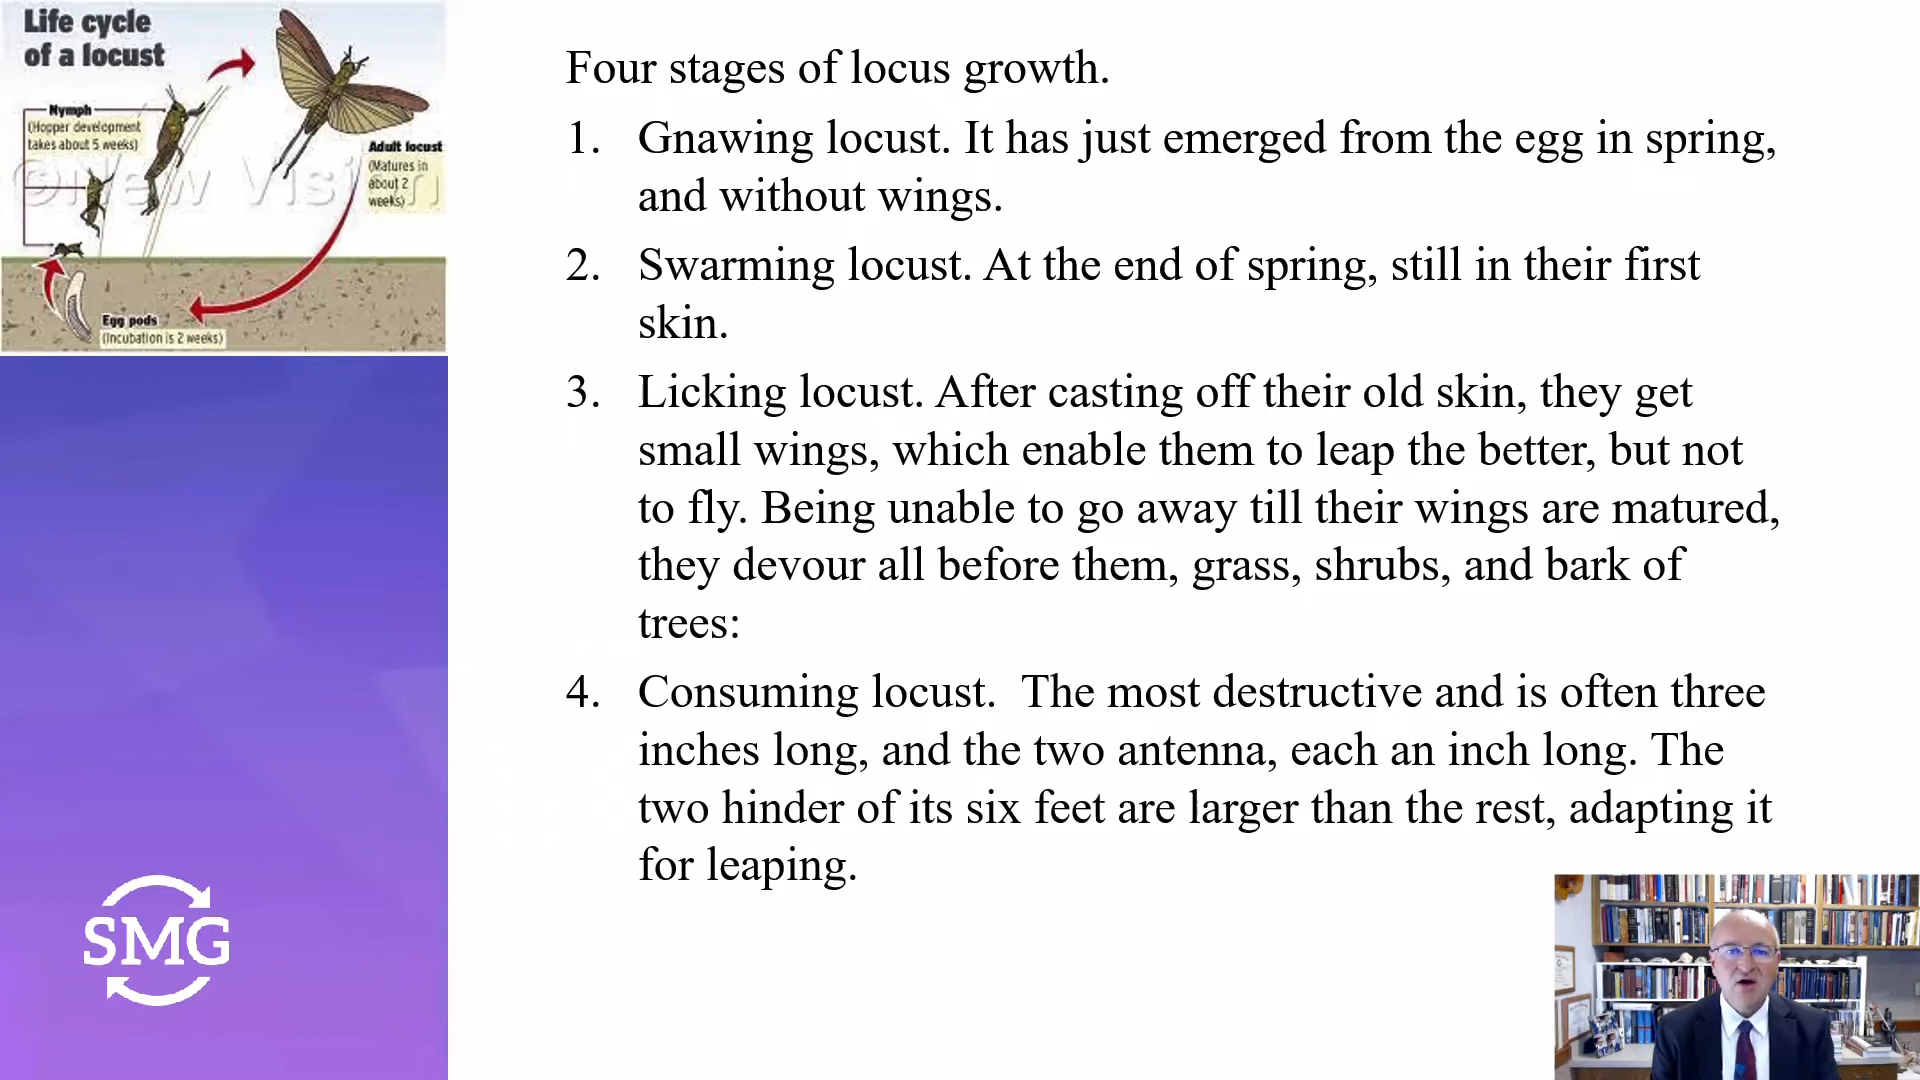 Life cycle
of a locust
Nymph
(Hopper development
takes about 5 weeks)
Adult locust
(Matures in
about 2
weeks)
©New Vision
Egg pods
(Incubation is 2 weeks)
SMG
Four stages of locus growth.
1. Gnawing locust. It has just emerged from the egg in spring,
and without wings.
2. Swarming locust. At the end of spring, still in their first
skin.
3. Licking locust. After casting off their old skin, they get
small wings, which enable them to leap the better, but not
to fly. Being unable to go away till their wings are matured,
they devour all before them, grass, shrubs, and bark of
trees:
4. Consuming locust. The most destructive and is often three
inches long, and the two antenna, each an inch long. The
two hinder of its six feet are larger than the rest, adapting it
for leaping.